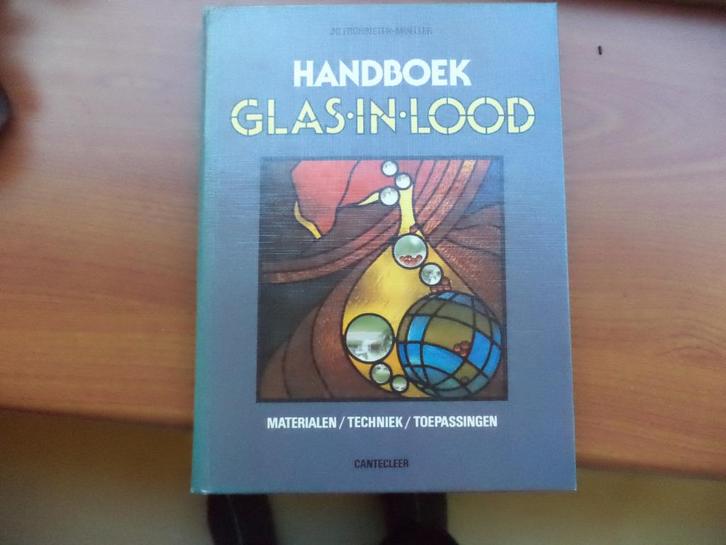 HANDBOEK
GLAS·IN·LOOD
MATERIALEN / TECHNIEK / TOEPASSINGEN
CANTECLEER